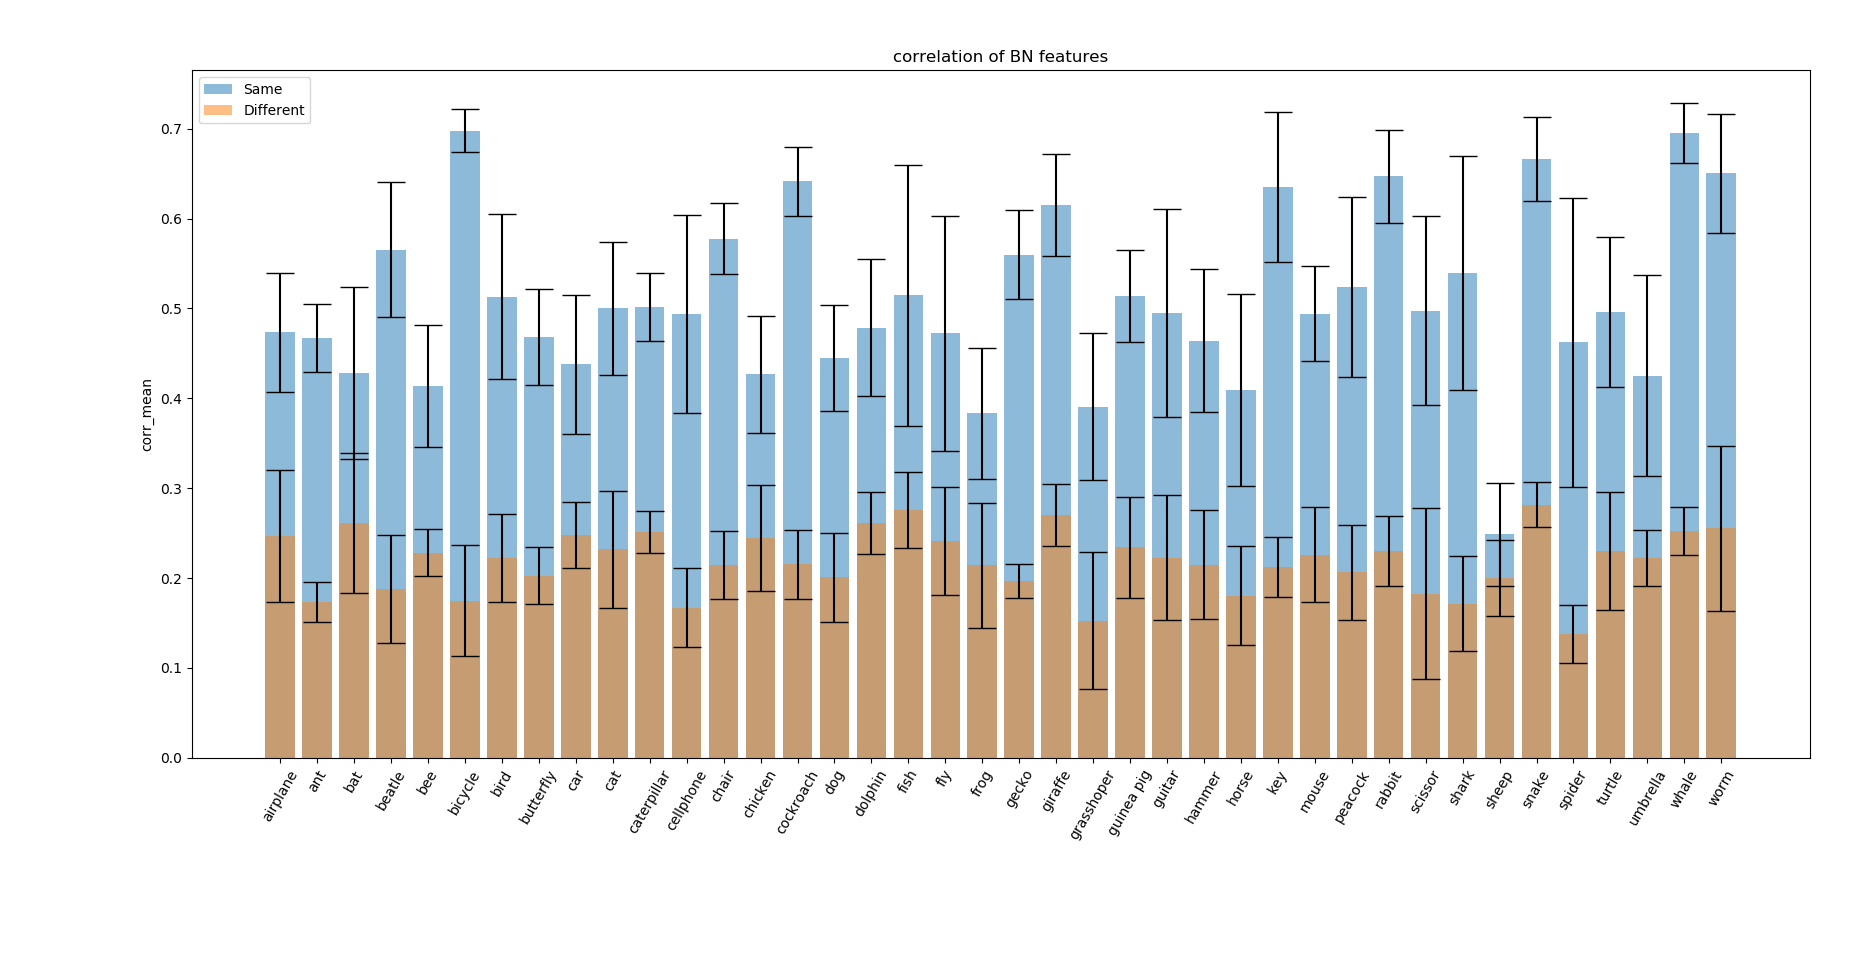 correlation of BN features
Same
Different
corr_mean
0.7
0.6
0.5
0.4
0.3
0.2
0.1
0.0
airplane
ant
bat
beatle
bee
bicycle
bird
butterfly
car
cat
caterpillar
cellphone
chair
chicken
cockroach
dog
dolphin
fish
fly
frog
gecko
giraffe
grasshoper
guinea pig
guitar
hammer
horse
key
mouse
peacock
rabbit
scissor
shark
sheep
snake
spider
turtle
umbrella
whale
worn